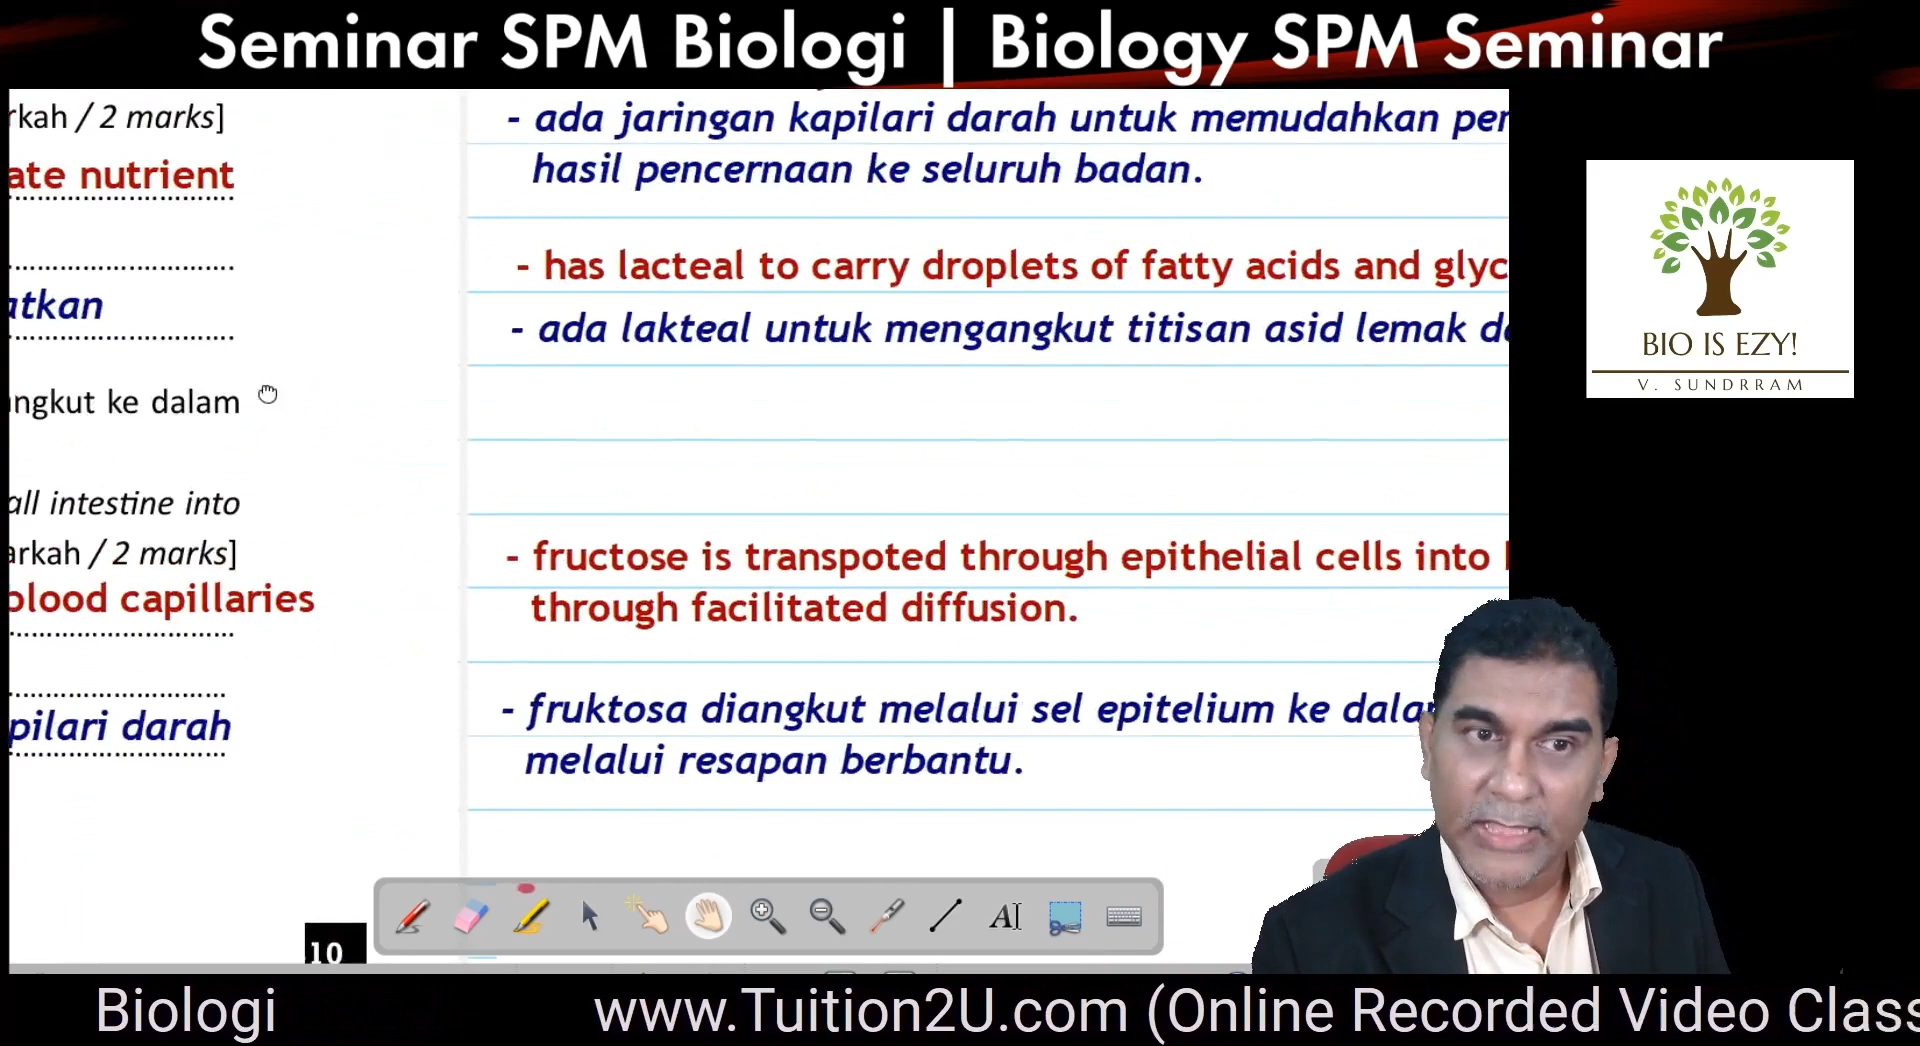 Seminar SPM Biologi | Biology SPM Seminar
rkah / 2 marks]
ate nutrient
atkan
ngkut ke dalam
all intestine into
arkah / 2 marks]
blood capillaries
pilari darah
10
- ada jaringan kapilari darah untuk memudahkan per
hasil pencernaan ke seluruh badan.
- has lacteal to carry droplets of fatty acids and glyc
- ada lakteal untuk mengangkut titisan asid lemak da
- fructose is transpoted through epithelial cells into
through facilitated diffusion.
- fruktosa diangkut melalui sel epitelium ke dala
melalui resapan berbantu.
AI
BIO IS EZY!
V. SUNDRRAM
Biologi www.Tuition2U.com (Online Recorded Video Class